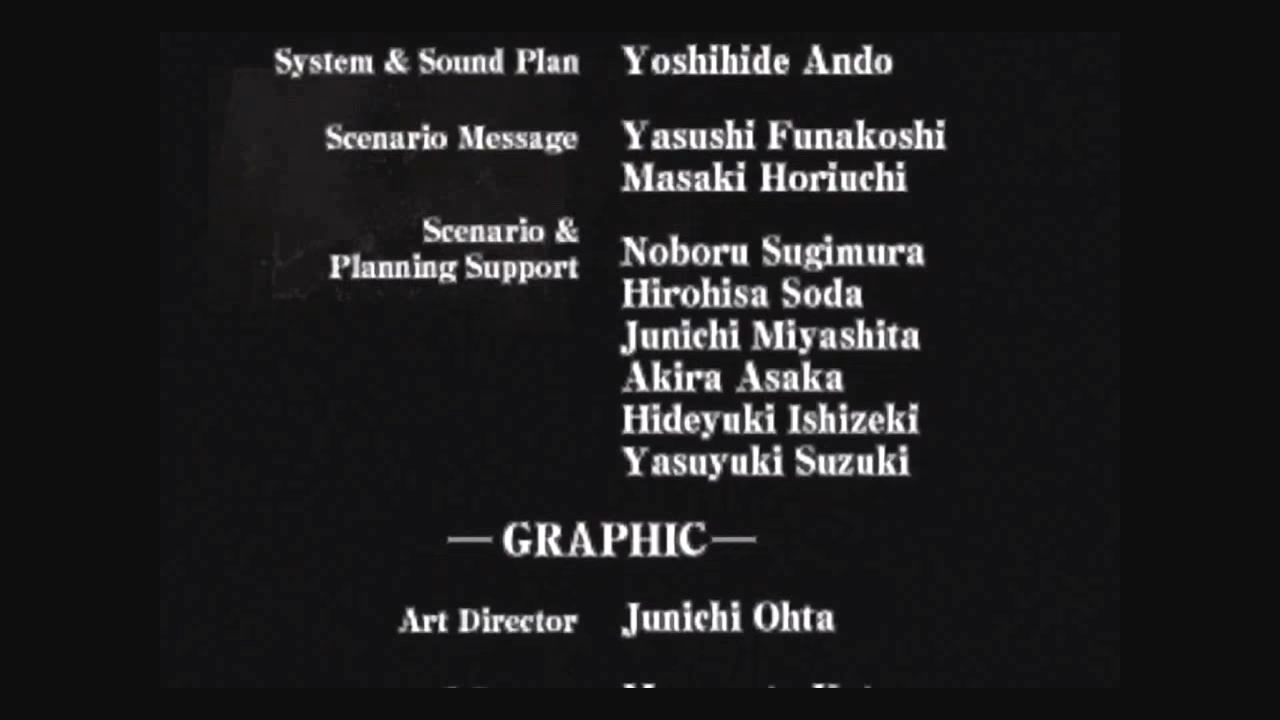 System & Sound Plan Yoshihide Ando
Scenario Message Yasushi Funakoshi
Masaki Horiuchi
Scenario &
Planning Support Noboru Sugimura
Hirohisa Soda
Junichi Miyashita
Akira Asaka
Hideyuki Ishizeki
Yasuyuki Suzuki
— GRAPHIC —
Art Director Junichi Ohta